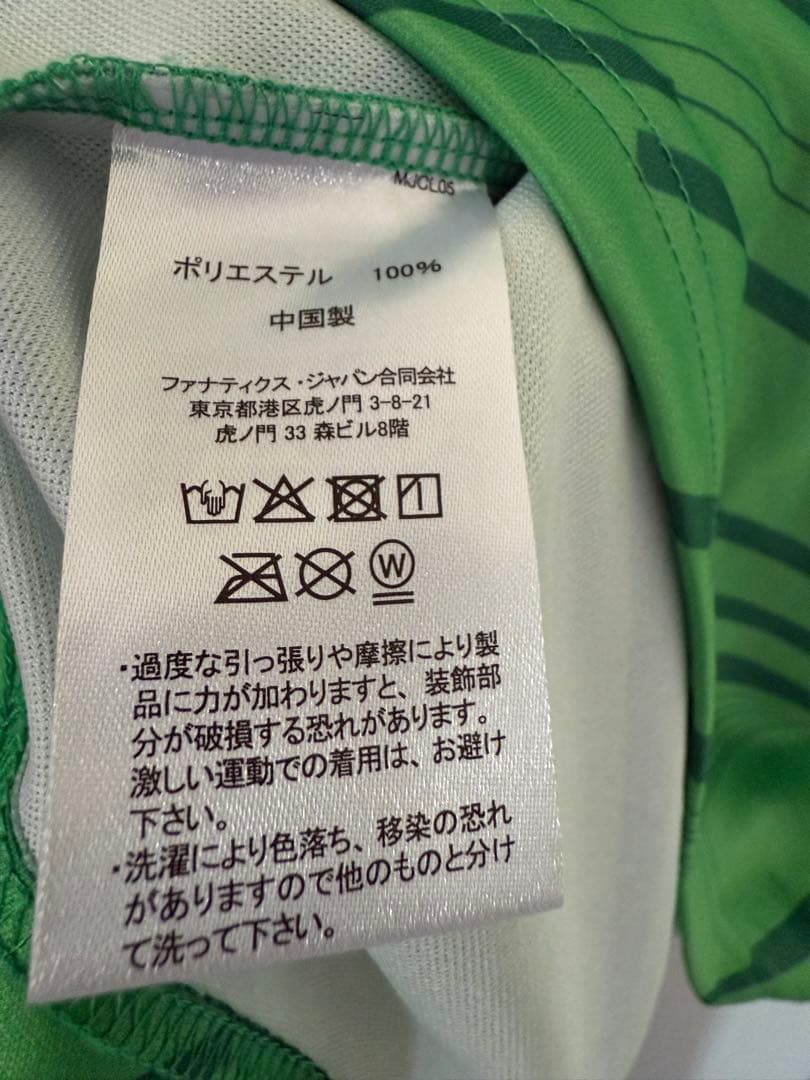 MJCL05
ポリエステル 100%
中国製
ファナティクス・ジャパン合同会社
東京都港区虎ノ門 3-8-21
虎ノ門 33 森ビル8階
W
・過度な引っ張りや摩擦により製
品に力が加わりますと、装飾部
分が破損する恐れがあります。
激しい運動での着用は、お避け
下さい。
・洗濯により色落ち、移染の恐れ
がありますので他のものと分け
て洗って下さい。